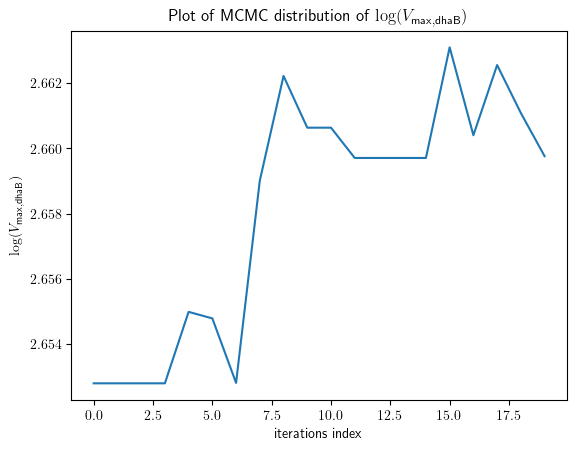 Plot of MCMC distribution of log(V_max,dhaB)
log(V_max,dhaB)
2.662
2.660
2.658
2.656
2.654
0.0 2.5 5.0 7.5 10.0 12.5 15.0 17.5
iterations index